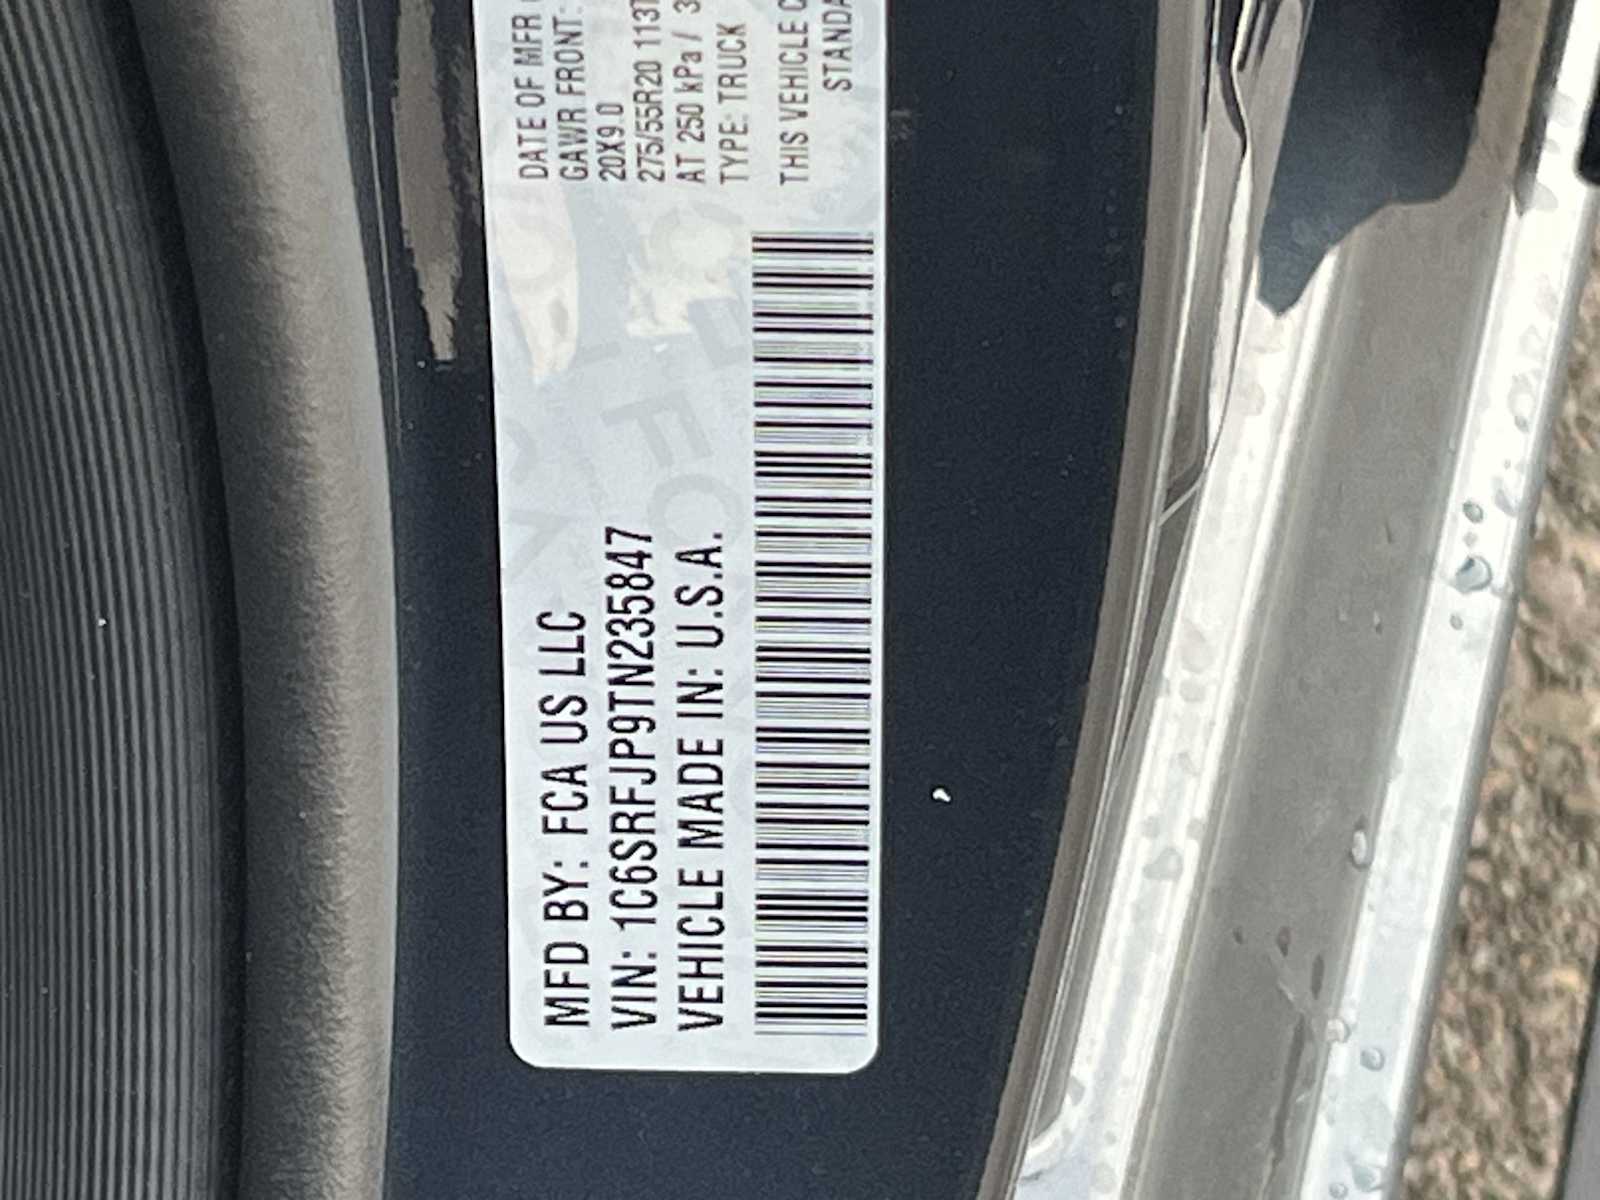 MFD BY: FCA US LLC
VIN: 1C6SRFJP9TN235847
VEHICLE MADE IN: U.S.A.
DATE OF MFR
GAWR FRONT:
20X9.0
275/55R20 113T
AT 250 kPa / 3
TYPE: TRUCK
THIS VEHICLE C
STANDA